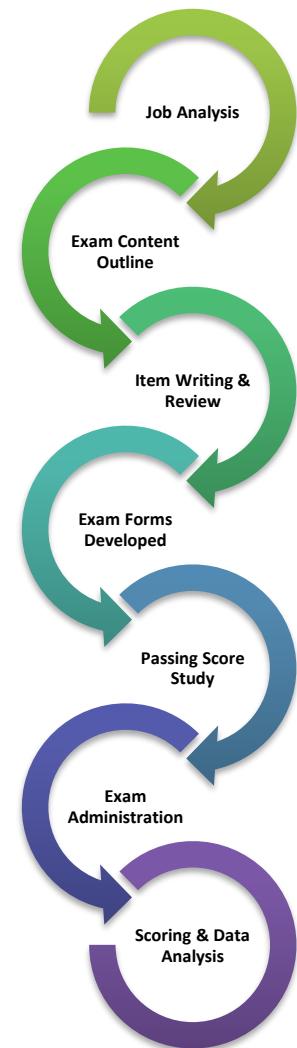 Job Analysis
Exam Content
Outline
Item Writing &
Review
Exam Forms
Developed
Passing Score
Study
Exam
Administration
Scoring & Data
Analysis